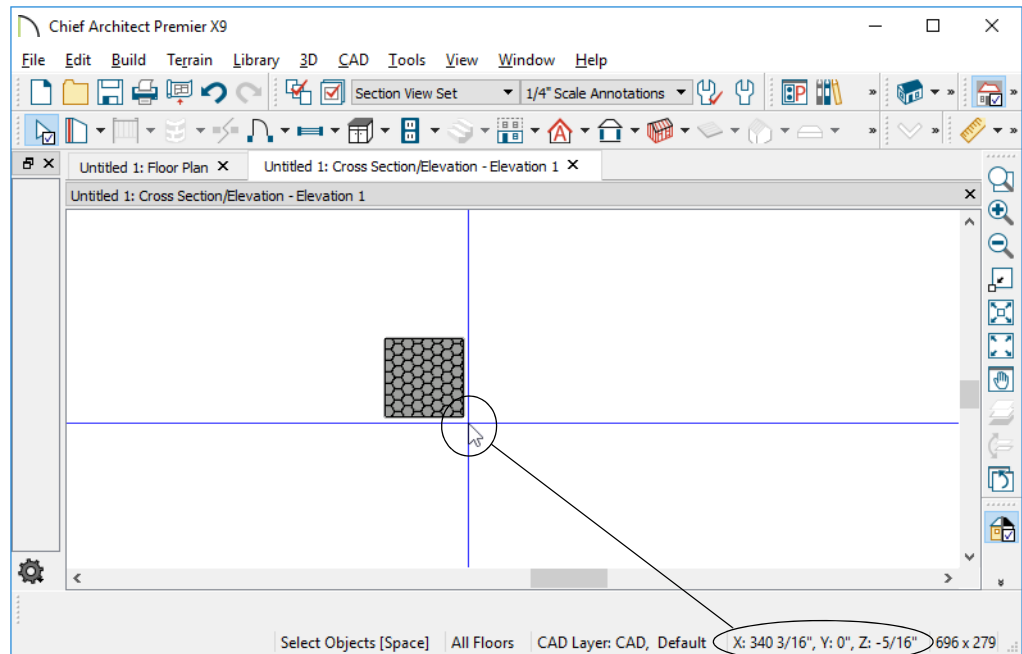 Chief Architect Premier X9
File Edit Build Terrain Library 3D CAD Tools View Window Help
Section View Set 1/4" Scale Annotations
Untitled 1: Floor Plan X Untitled 1: Cross Section/Elevation - Elevation 1 X
Untitled 1: Cross Section/Elevation - Elevation 1
Select Objects [Space] All Floors CAD Layer: CAD, Default X: 340 3/16", Y: 0", Z: -5/16" 696 x 279